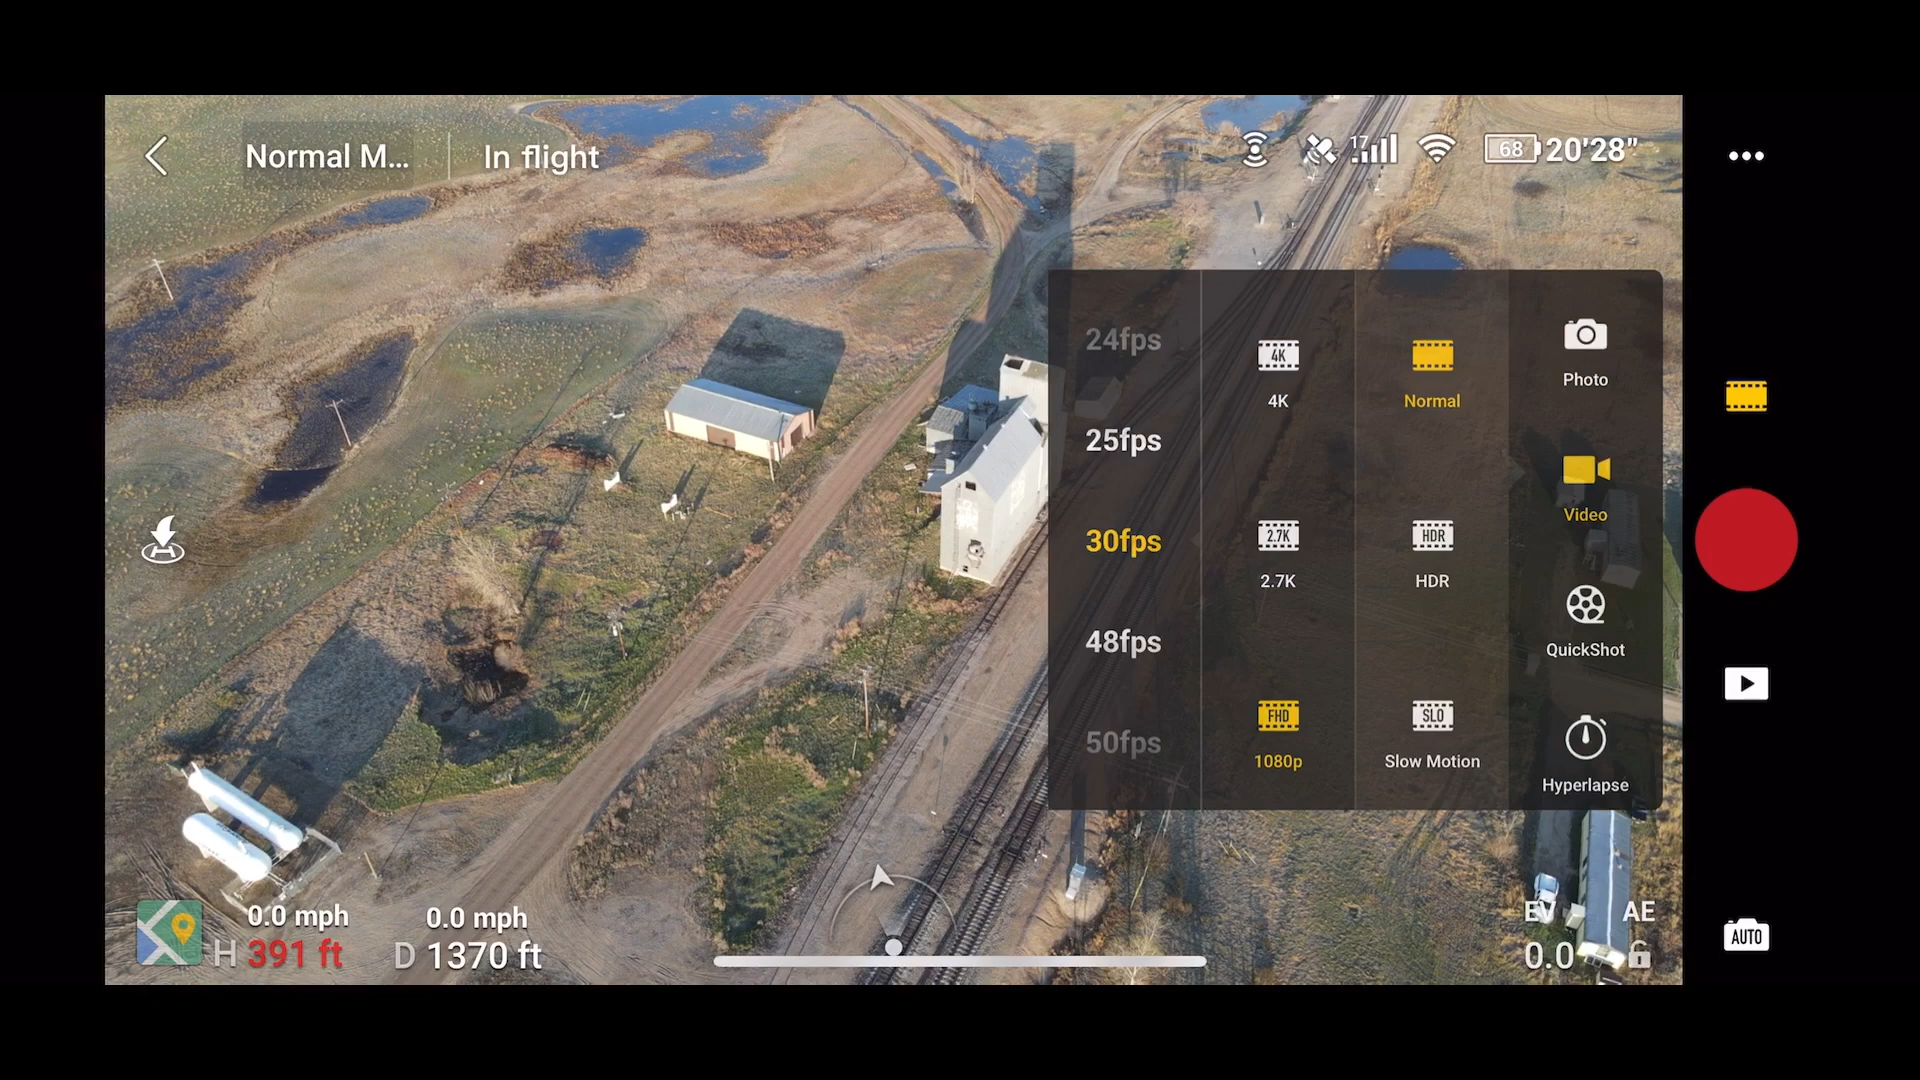 Normal M...
In flight
17
68
20'28"
24fps
25fps
30fps
48fps
50fps
4K
4K
2.7K
2.7K
FHD
1080p
Normal
HDR
HDR
SLO
Slow Motion
Photo
Video
QuickShot
Hyperlapse
0.0 mph
0.0 mph
H 391 ft
D 1370 ft
EV
AE
0.0
AUTO